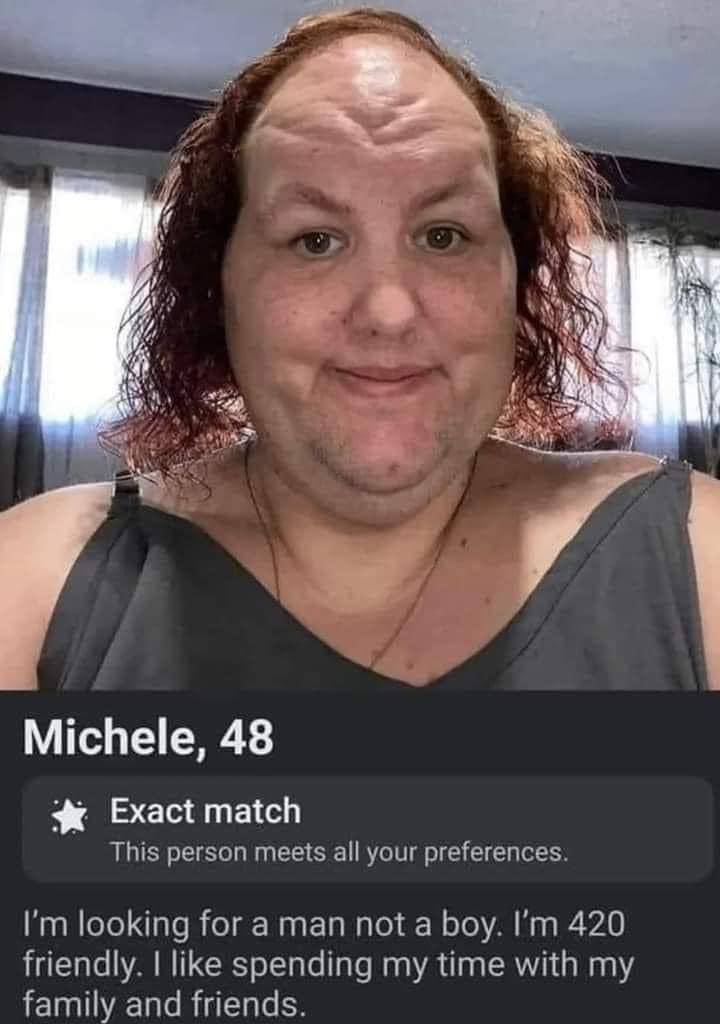 Michele, 48
Exact match
This person meets all your preferences.
I'm looking for a man not a boy. I'm 420
friendly. I like spending my time with my
family and friends.